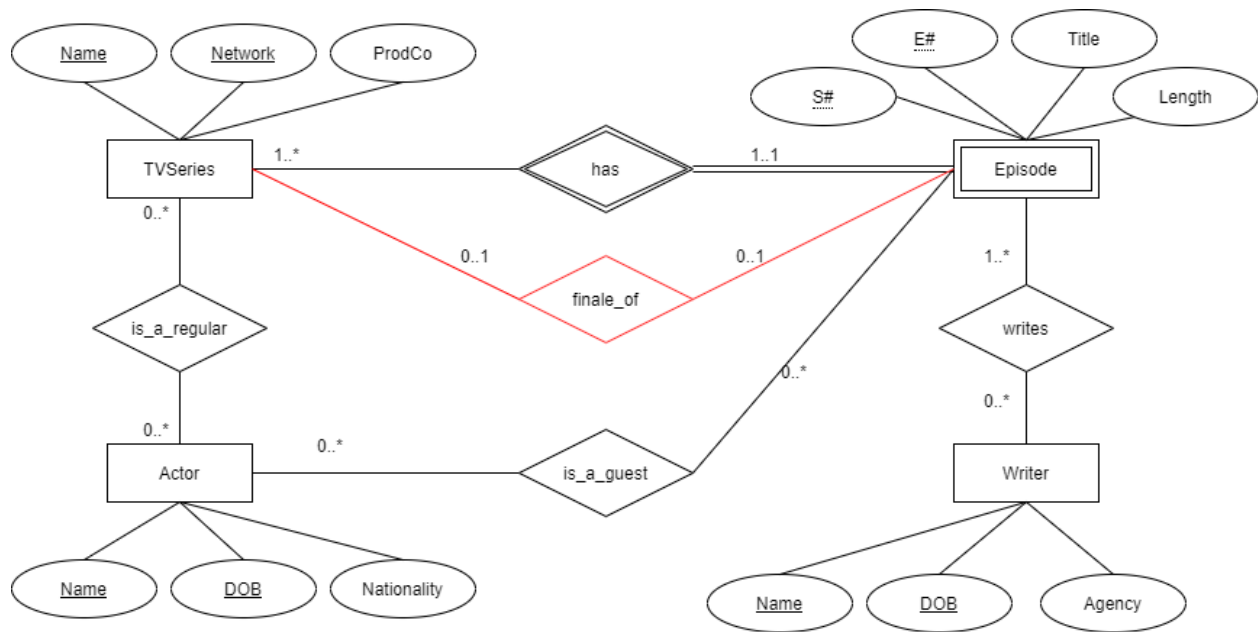 Name
Network
ProdCo
E#
Title
S#
Length
TVSeries
1..*
has
1..1
Episode
0..*
0..1
finale_of
0..1
1..*
is_a_regular
writes
0..*
0..*
0..*
0..*
Actor
is_a_guest
Writer
Name
DOB
Nationality
Name
DOB
Agency